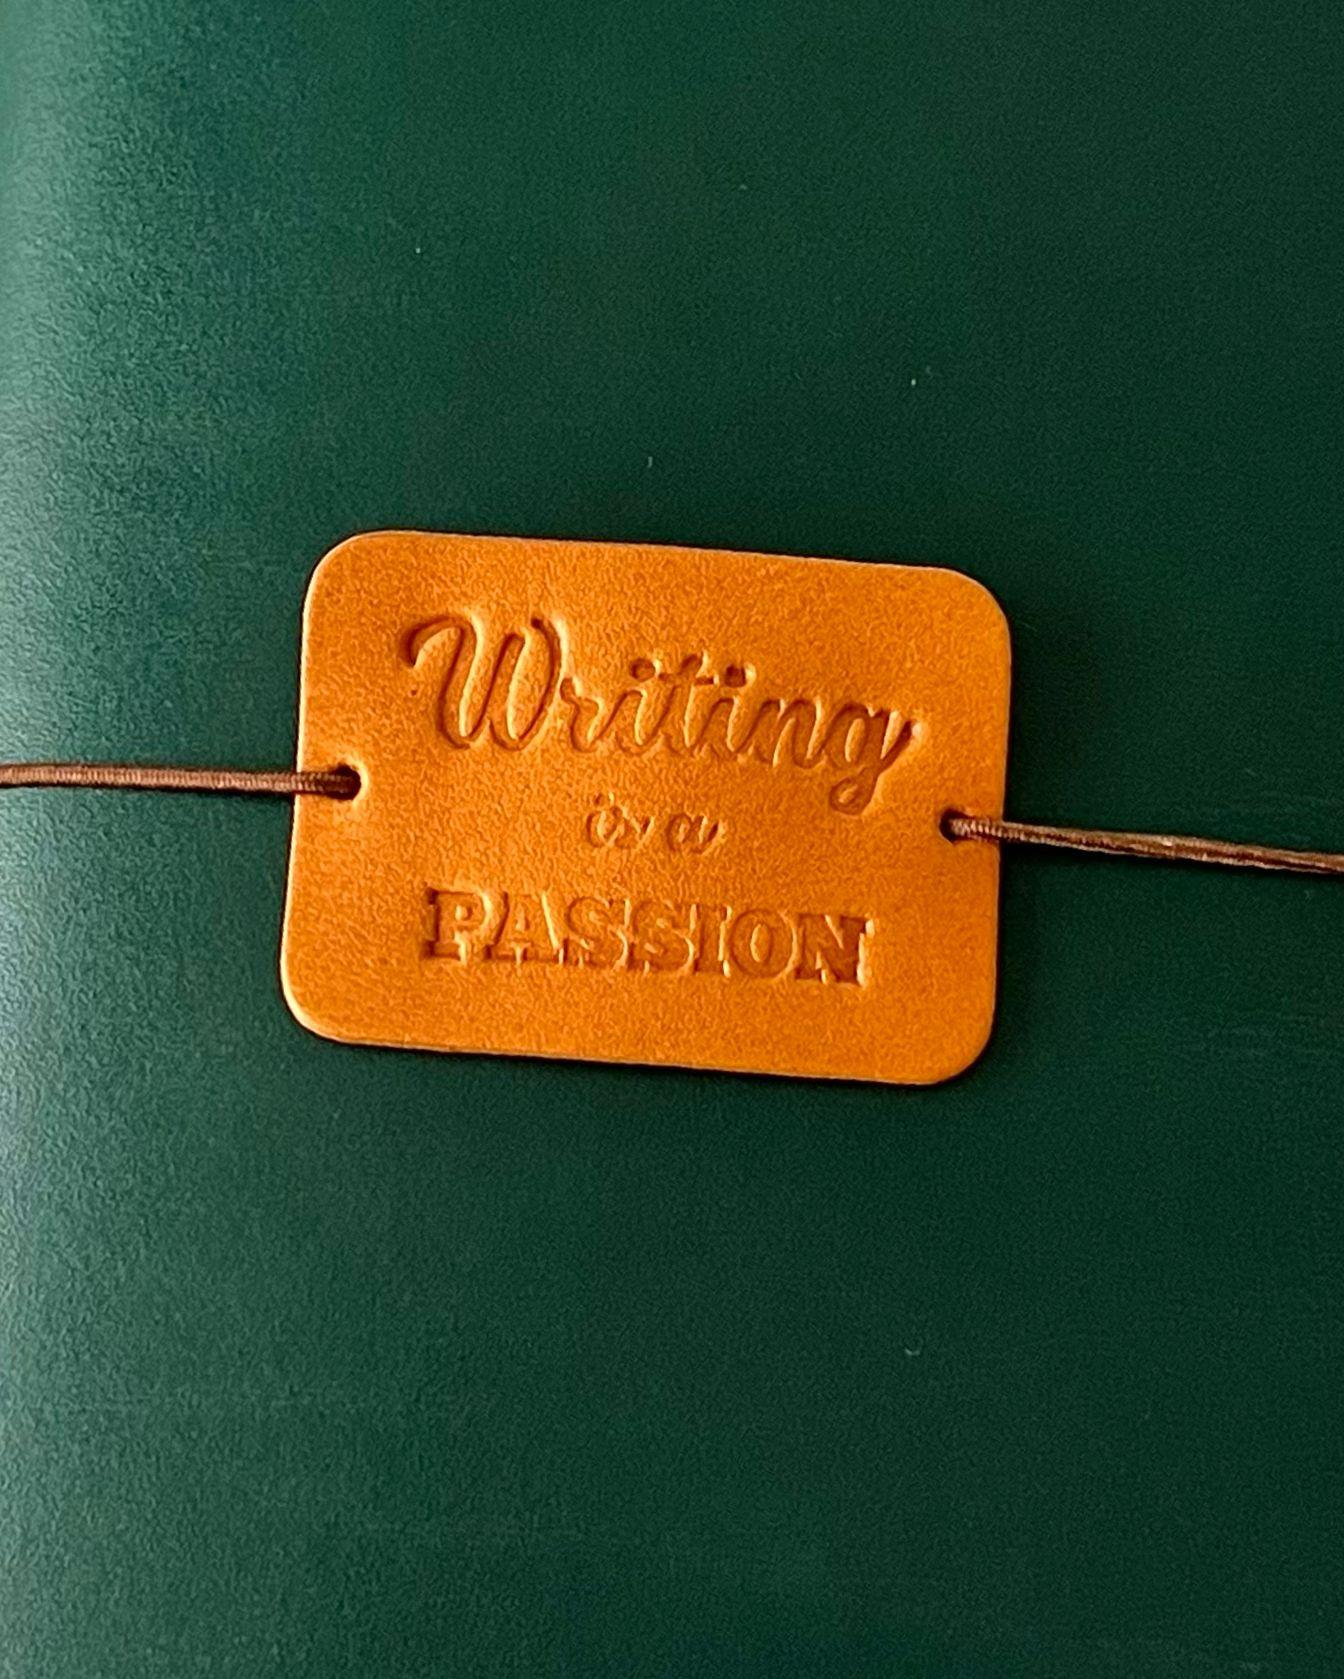 Writing
is a
PASSION